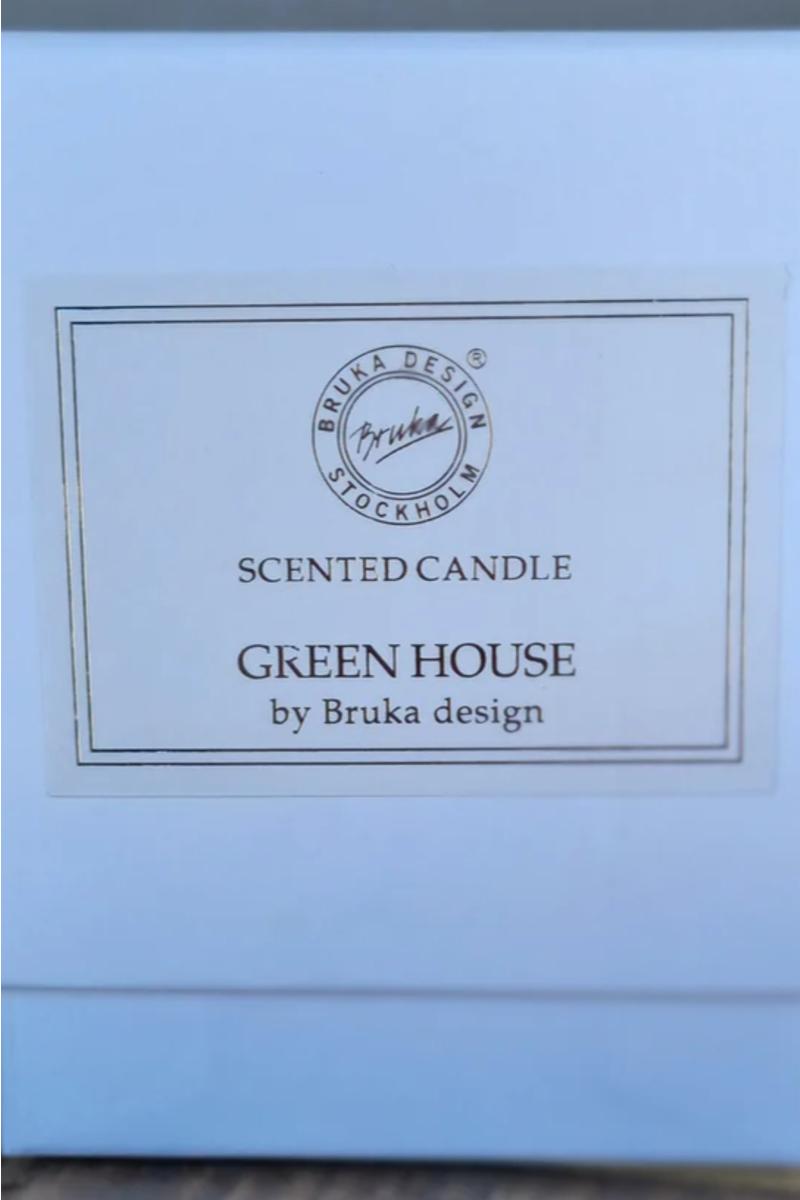 BRUKA DESIGN ®
Bruka
STOCKHOLM
SCENTED CANDLE
GREEN HOUSE
by Bruka design